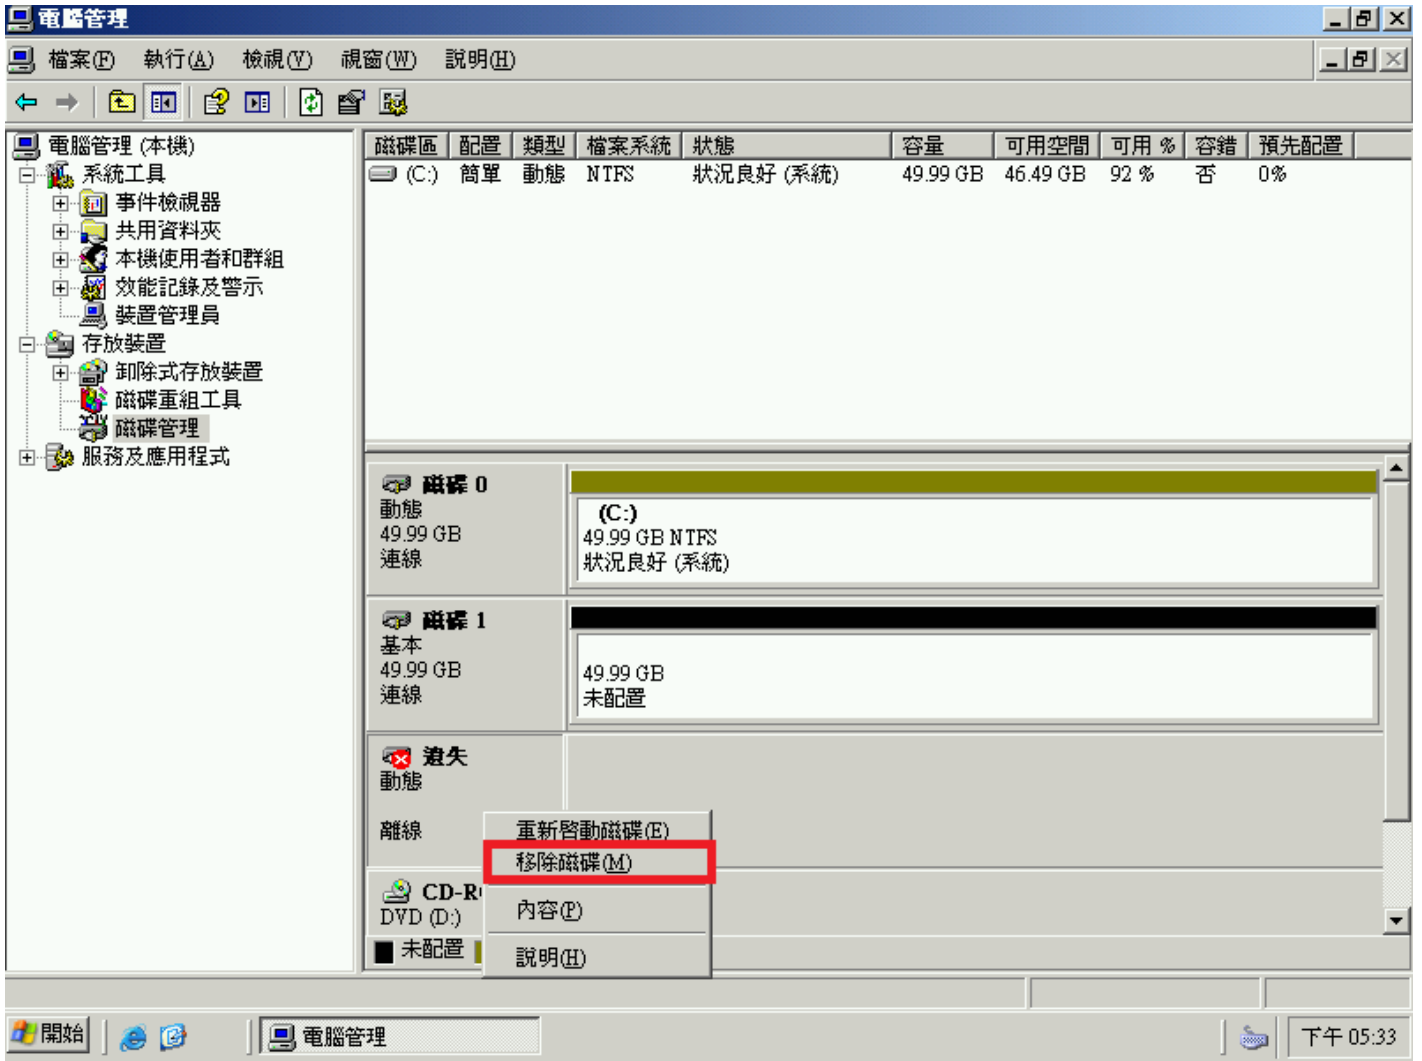 電腦管理
檔案(F) 執行(A) 檢視(V) 視窗(W) 說明(H)
電腦管理 (本機)
系統工具
事件檢視器
共用資料夾
本機使用者和群組
效能記錄及警示
裝置管理員
存放裝置
卸除式存放裝置
磁碟重組工具
磁碟管理
服務及應用程式
磁碟區 配置 類型 檔案系統 狀態 容量 可用空間 可用 % 容錯 預先配置
(C:) 簡單 動態 NTFS 狀況良好 (系統) 49.99 GB 46.49 GB 92 % 否 0%
磁碟 0
動態
49.99 GB
連線
(C:)
49.99 GB NTFS
狀況良好 (系統)
磁碟 1
基本
49.99 GB
連線
49.99 GB
未配置
遺失
動態
離線
重新啓動磁碟(E)
移除磁碟(M)
內容(P)
說明(H)
CD-R
DVD (D:)
未配置
開始
電腦管理
下午 05:33